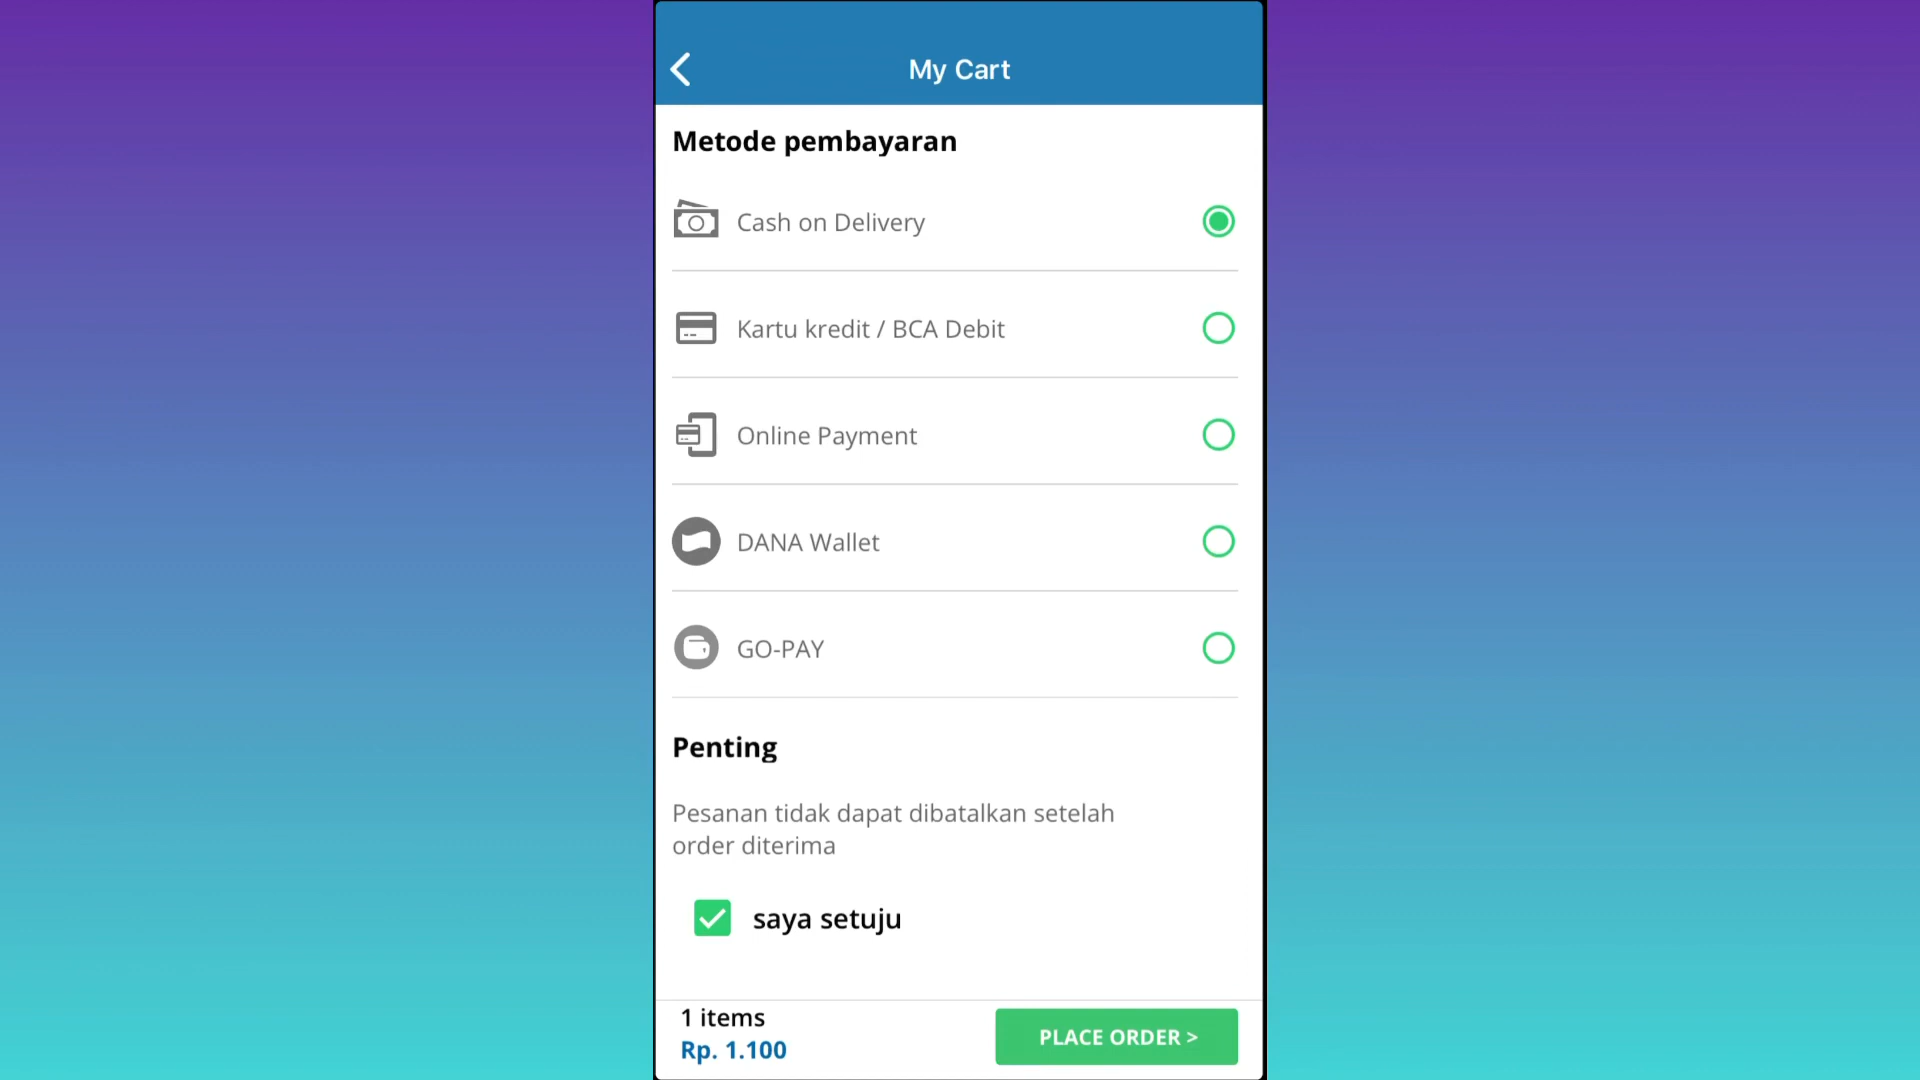 My Cart
Metode pembayaran
Cash on Delivery
Kartu kredit / BCA Debit
Online Payment
DANA Wallet
GO-PAY
Penting
Pesanan tidak dapat dibatalkan setelah
order diterima
saya setuju
1 items
Rp. 1.100
PLACE ORDER >